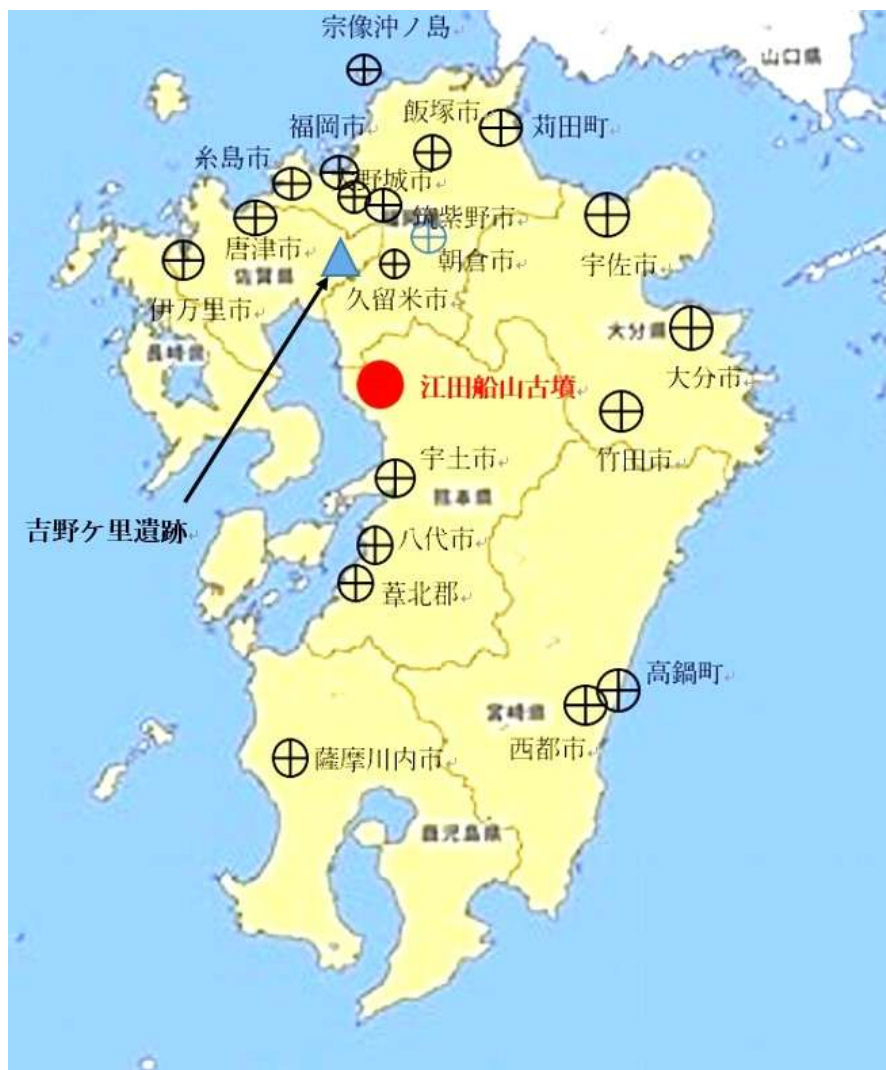 宗像沖ノ島
山口県
飯塚市
福岡市
苅田町
糸島市
野城市
筑紫野市
唐津市
佐賀県
朝倉市
宇佐市
伊万里市
久留米市
長崎県
大分県
大分市
江田船山古墳
竹田市
宇土市
熊本県
吉野ケ里遺跡
八代市
葦北郡
高鍋町
宮崎県
西都市
薩摩川内市
鹿児島県